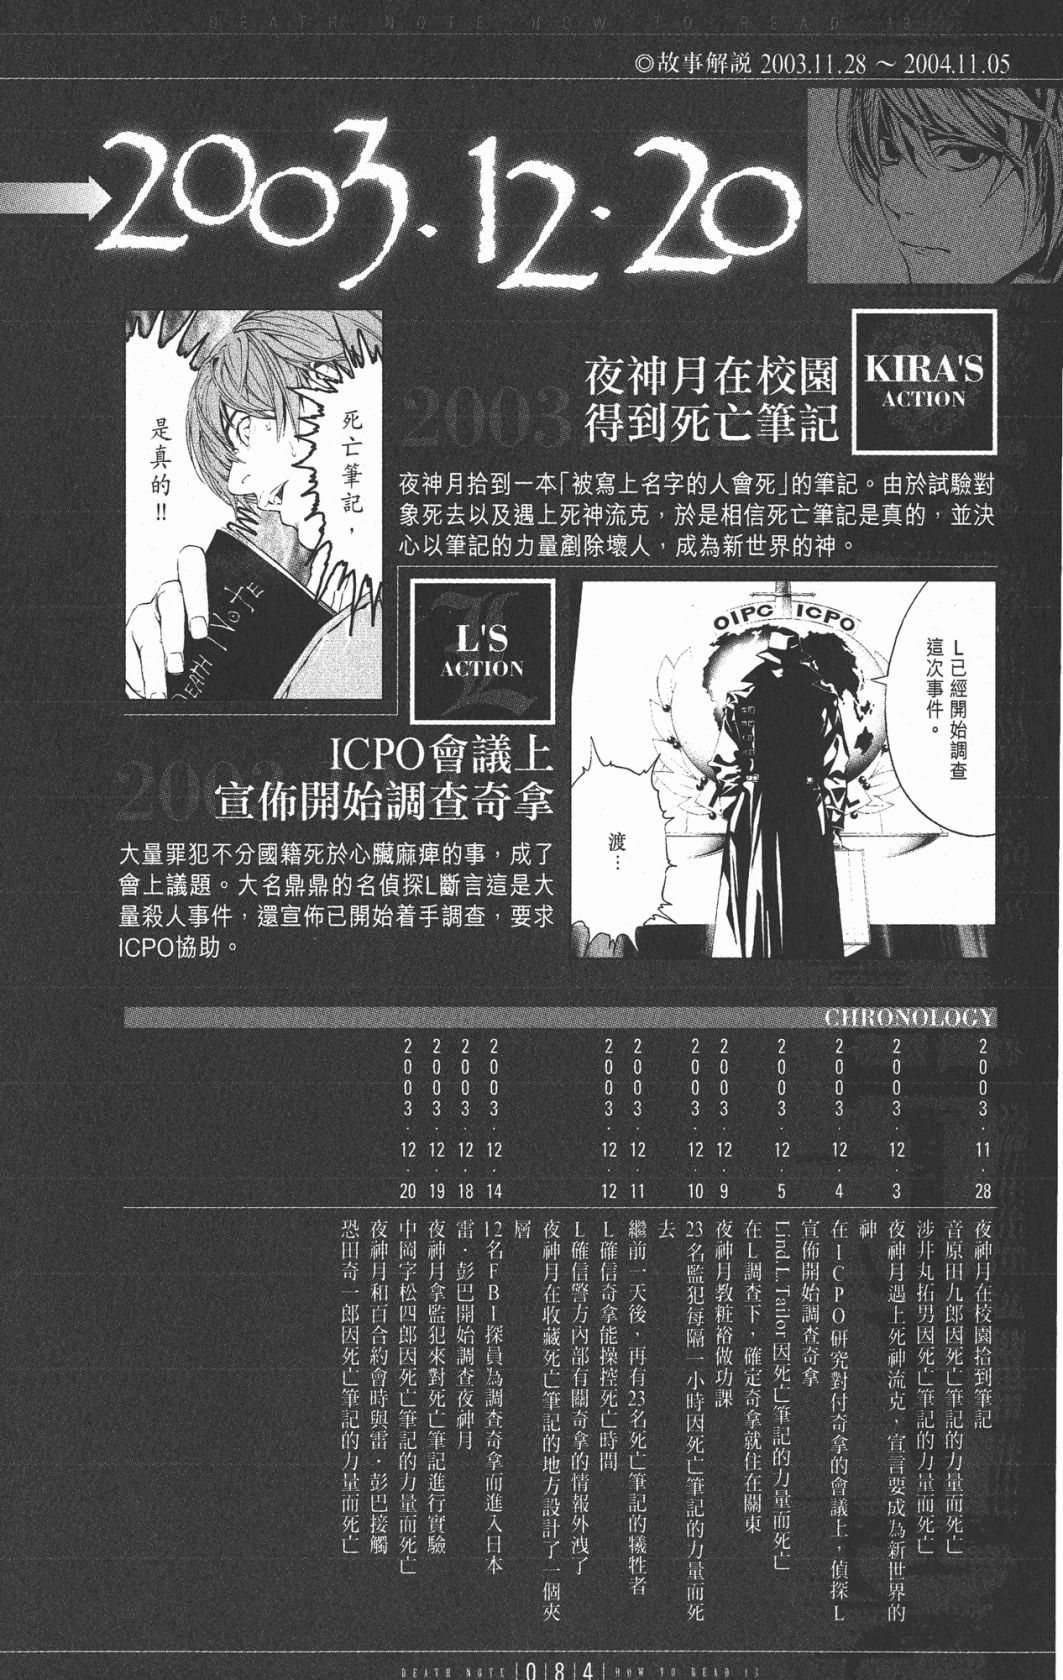 DEATH NOTE HOW TO READ 13
◎故事解說 2003.11.28 ～ 2004.11.05
2003.12.20
KIRA'S
ACTION
夜神月在校園
得到死亡筆記
2003
夜神月拾到一本「被寫上名字的人會死」的筆記。由於試驗對
象死去以及遇上死神流克，於是相信死亡筆記是真的，並決
心以筆記的力量剷除壞人，成為新世界的神。
死亡筆記，
是真的!!
DEATH NOTE
L'S
ACTION
ICPO會議上
宣佈開始調查奇拿
2003
大量罪犯不分國籍死於心臟麻痺的事，成了
會上議題。大名鼎鼎的名偵探L斷言這是大
量殺人事件，還宣佈已開始着手調查，要求
ICPO協助。
OIPC ICPO
L已經開始調查
這次事件。
渡…
CHRONOLOGY
2003.11.28
夜神月在校園拾到筆記
音原田九郎因死亡筆記的力量而死亡
涉井丸拓男因死亡筆記的力量而死亡
2003.12.3
夜神月遇上死神流克，宣言要成為新世界的
神
2003.12.4
在ICPO研究對付奇拿的會議上，偵探L
宣佈開始調查奇拿
2003.12.5
Lind.L.Tailor因死亡筆記的力量而死亡
在L調查下，確定奇拿就住在關東
2003.12.9
夜神月教粧裕做功課
2003.12.10
23名監犯每隔一小時因死亡筆記的力量而死
去
2003.12.11
繼前一天後，再有23名死亡筆記的犧牲者
2003.12.12
L確信奇拿能操控死亡時間
L確信警方內部有關奇拿的情報外洩了
夜神月在收藏死亡筆記的地方設計了一個夾
層
2003.12.14
12名FBI探員為調查奇拿而進入日本
2003.12.18
雷．彭巴開始調查夜神月
2003.12.19
夜神月拿監犯來對死亡筆記進行實驗
2003.12.20
中岡字松四郎因死亡筆記的力量而死亡
夜神月和百合約會時與雷．彭巴接觸
恐田奇一郎因死亡筆記的力量而死亡
DEATH NOTE |0|8|4| HOW TO READ 13